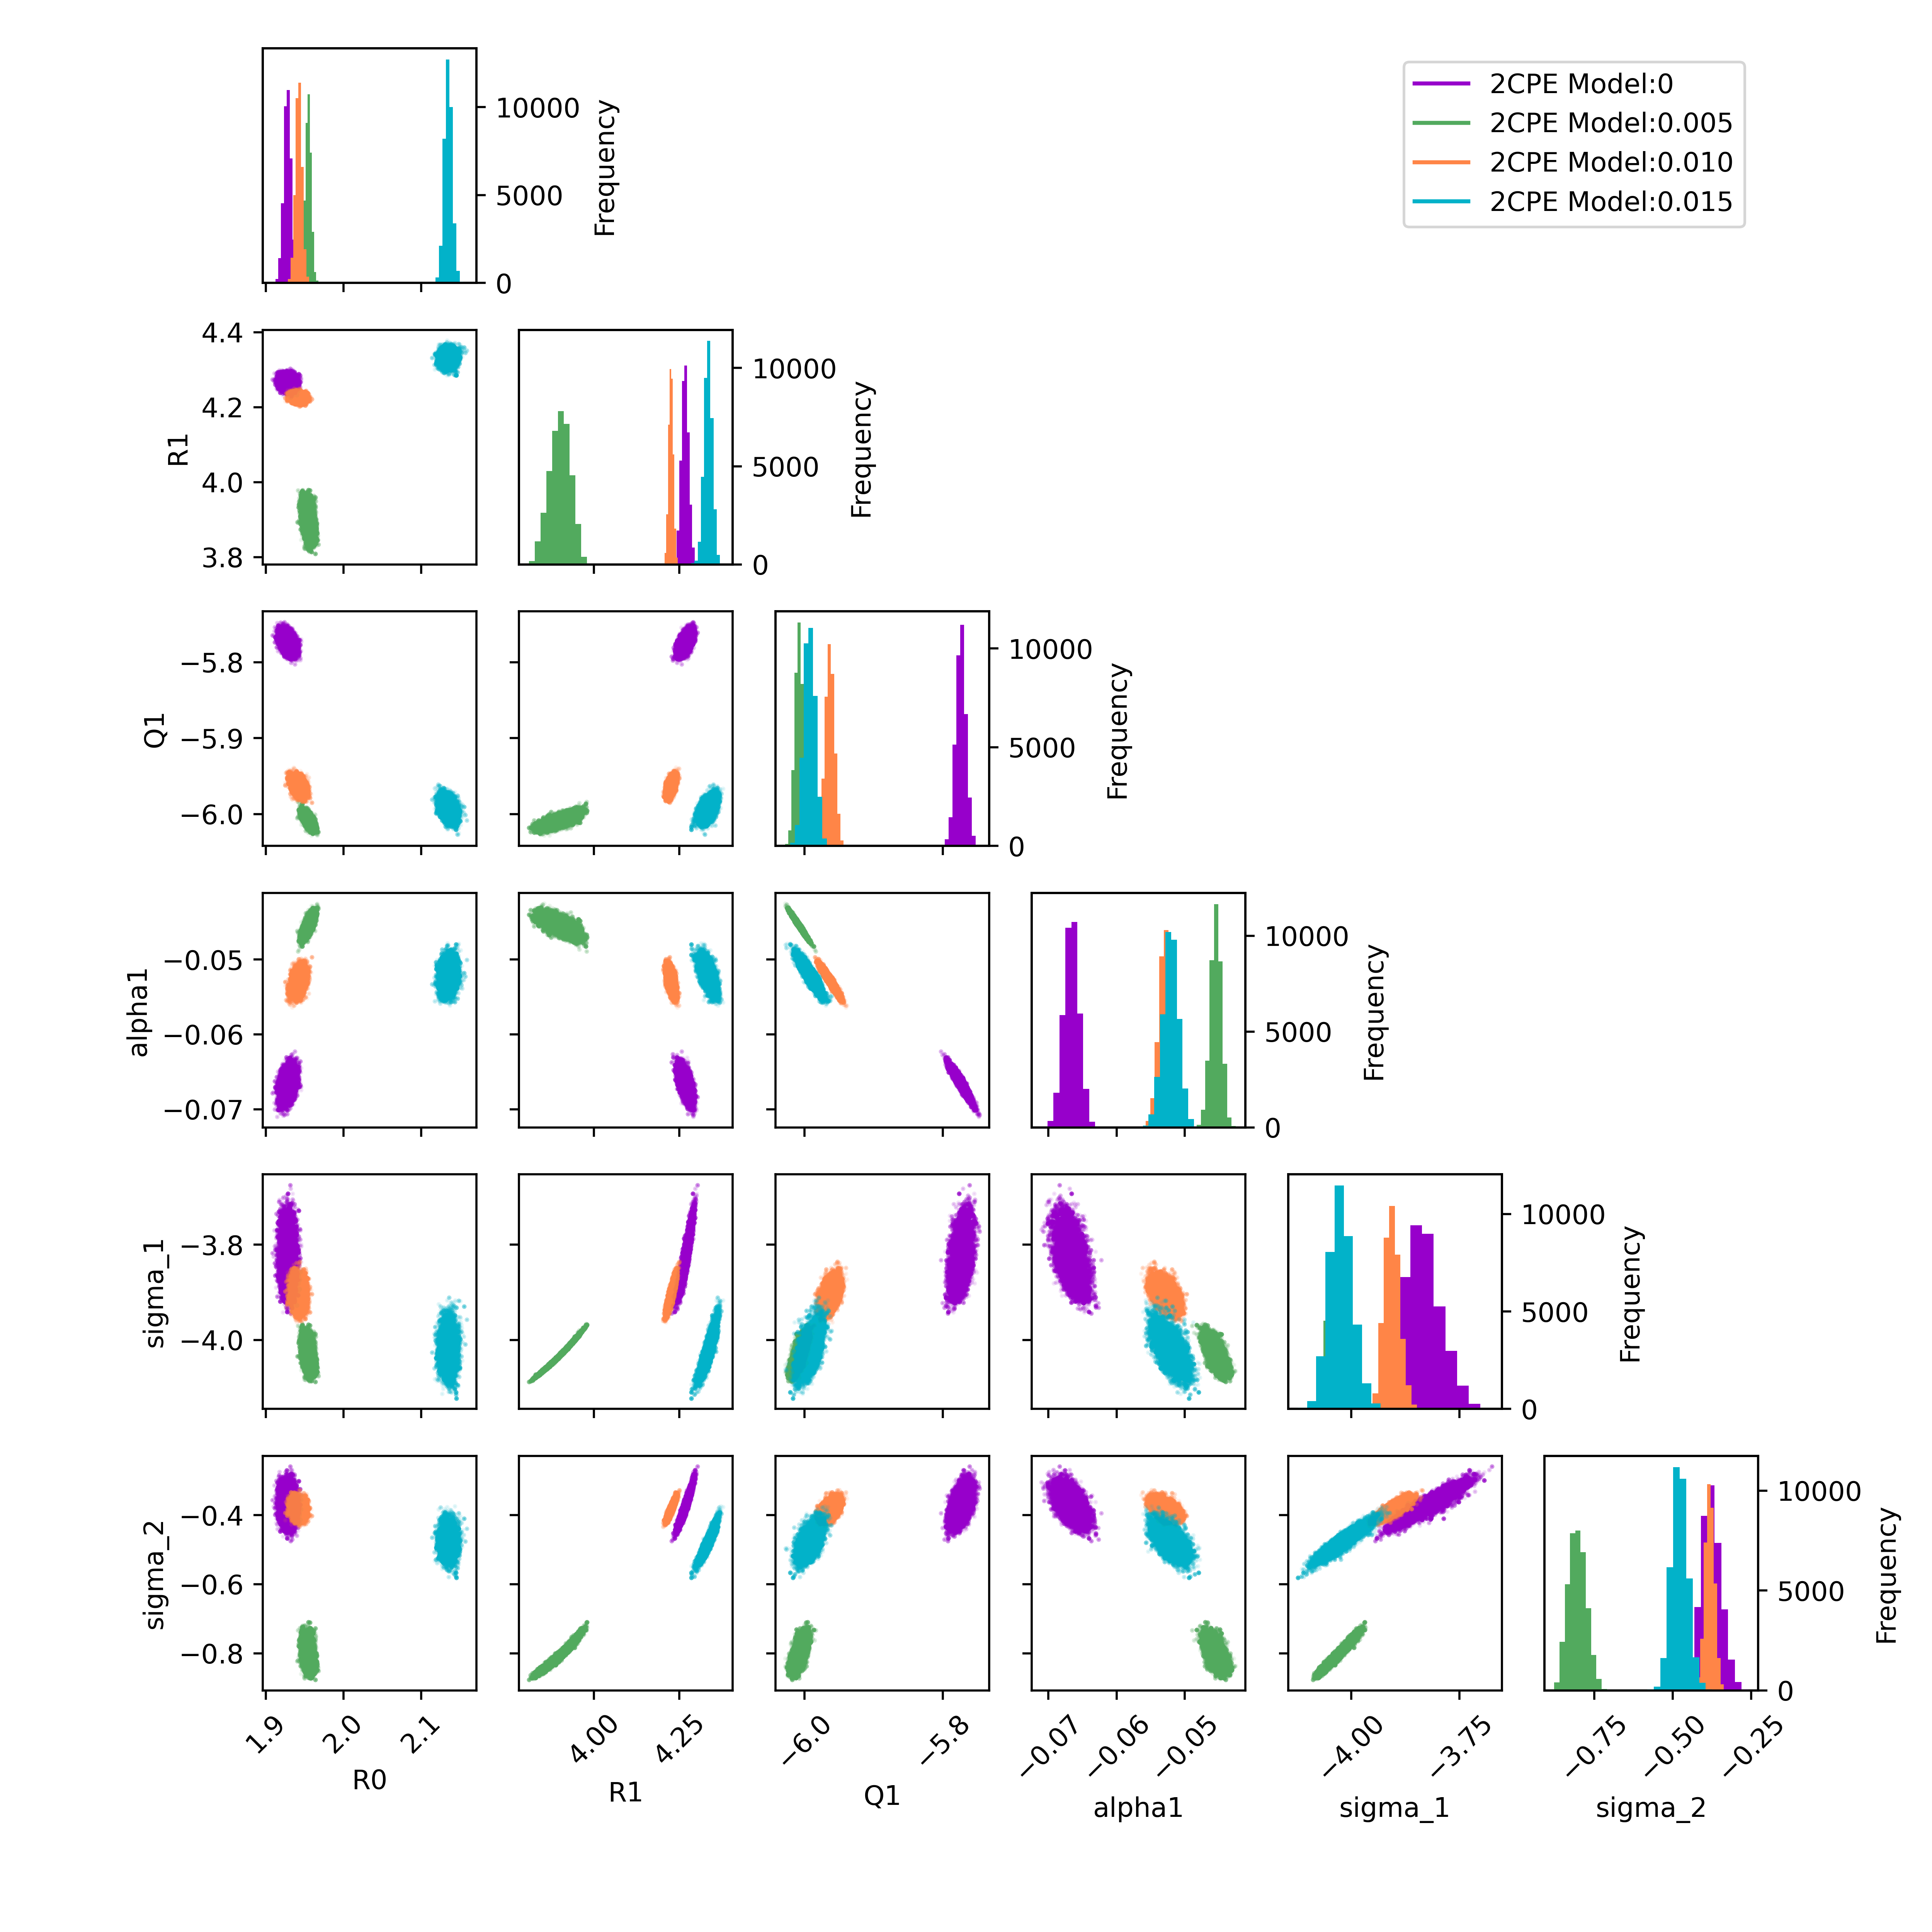 2CPE Model:0
2CPE Model:0.005
2CPE Model:0.010
2CPE Model:0.015
10000
5000
0
Frequency
4.4
4.2
4.0
3.8
R1
10000
5000
0
Frequency
−5.8
−5.9
−6.0
Q1
10000
5000
0
Frequency
−0.05
−0.06
−0.07
alpha1
10000
5000
0
Frequency
−3.8
−4.0
sigma_1
10000
5000
0
Frequency
−0.4
−0.6
−0.8
sigma_2
10000
5000
0
Frequency
1.9 2.0 2.1 4.00 4.25 −6.0 −5.8 −0.07 −0.06 −0.05 −4.00 −3.75 −0.75 −0.50 −0.25
R0 R1 Q1 alpha1 sigma_1 sigma_2